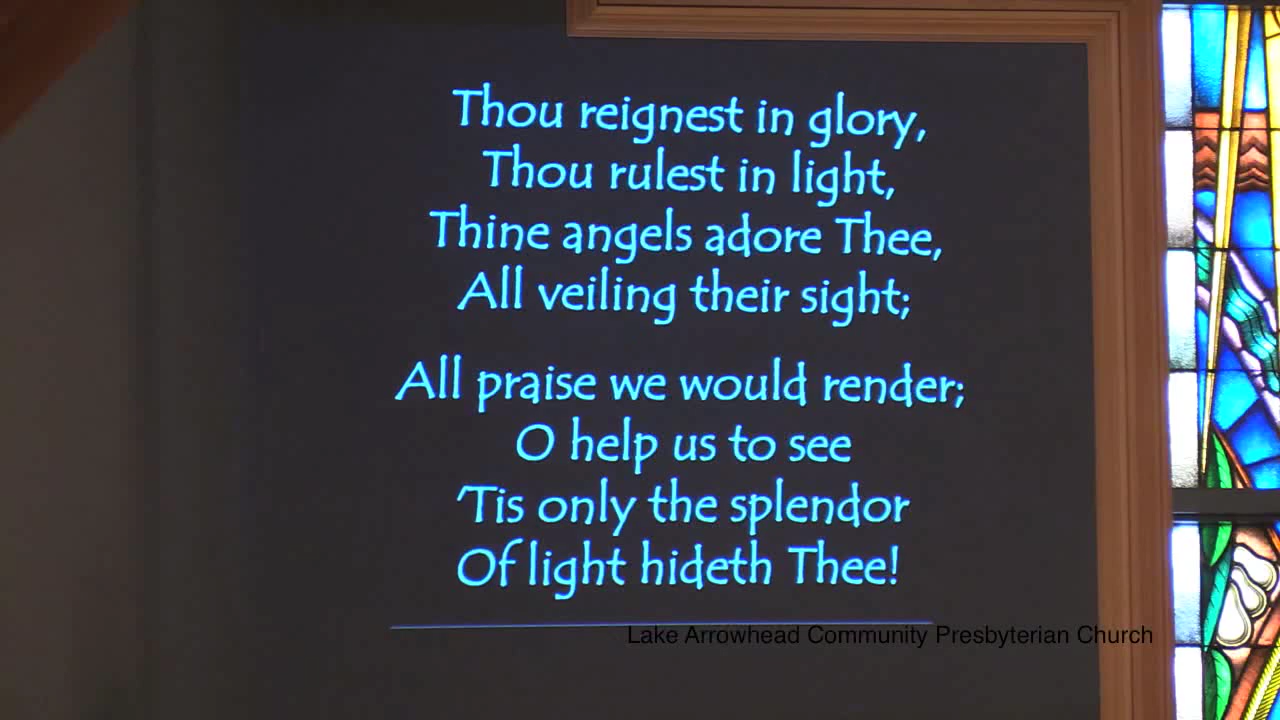 Thou reignest in glory,
Thou rulest in light,
Thine angels adore Thee,
All veiling their sight;
All praise we would render;
O help us to see
'Tis only the splendor
Of light hideth Thee!
Lake Arrowhead Community Presbyterian Church